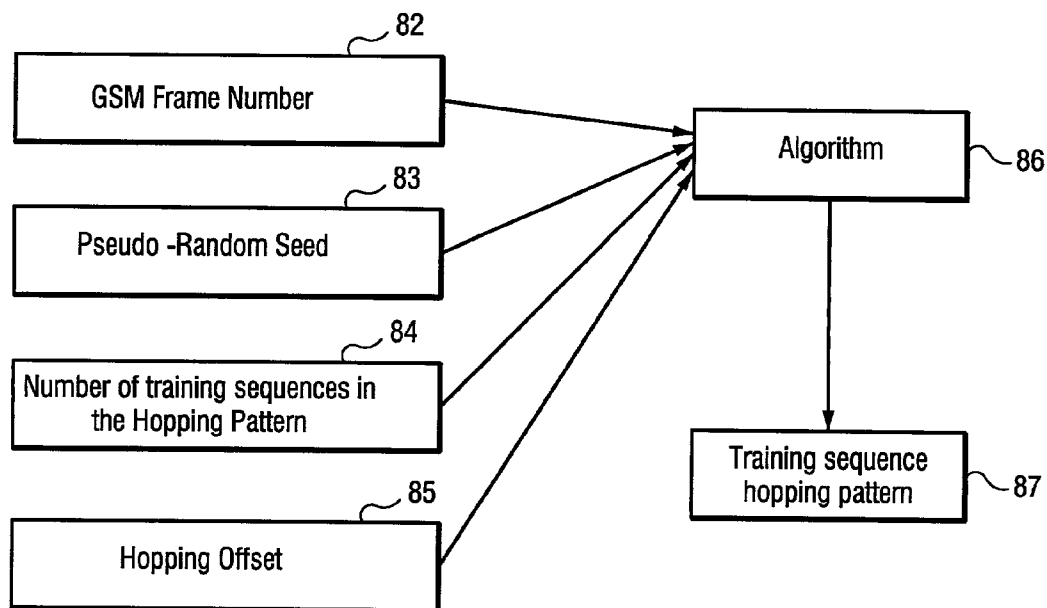 82
GSM Frame Number
83
Pseudo -Random Seed
84
Number of training sequences in
the Hopping Pattern
85
Hopping Offset
Algorithm
86
Training sequence
hopping pattern
87